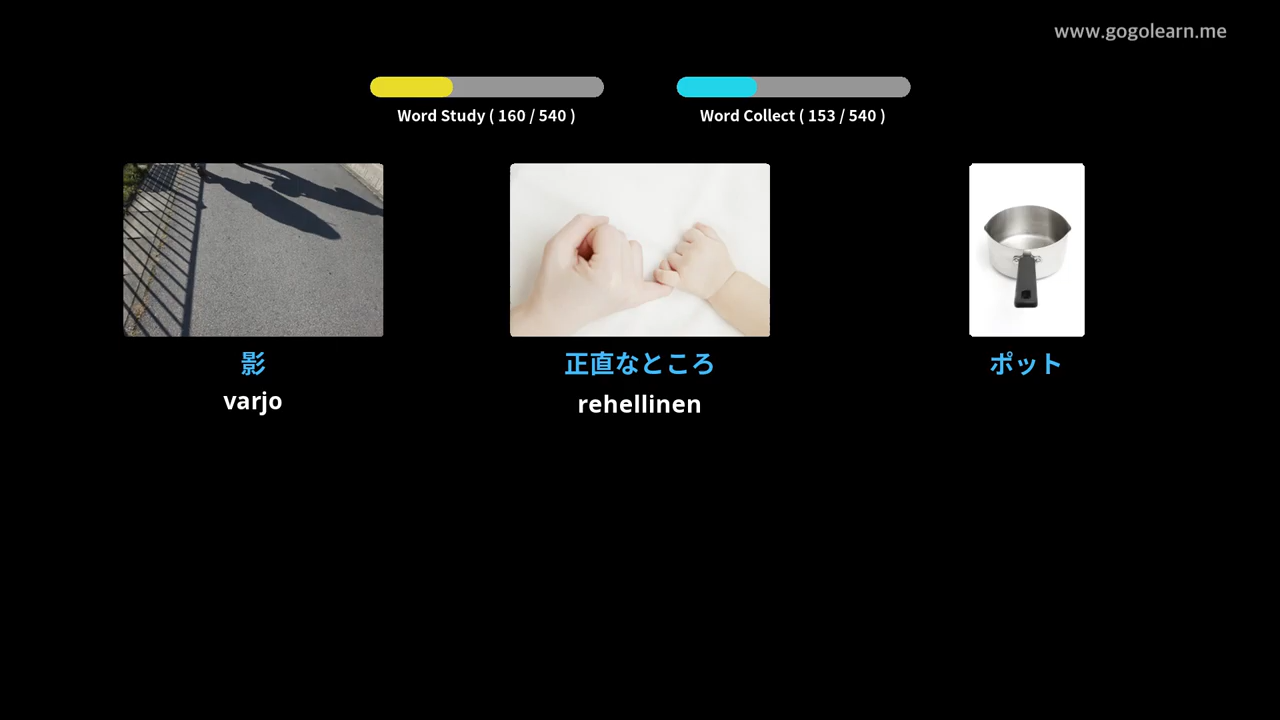 www.gogolearn.me
Word Study ( 160 / 540 )
Word Collect ( 153 / 540 )
影
正直なところ
ポット
varjo
rehellinen